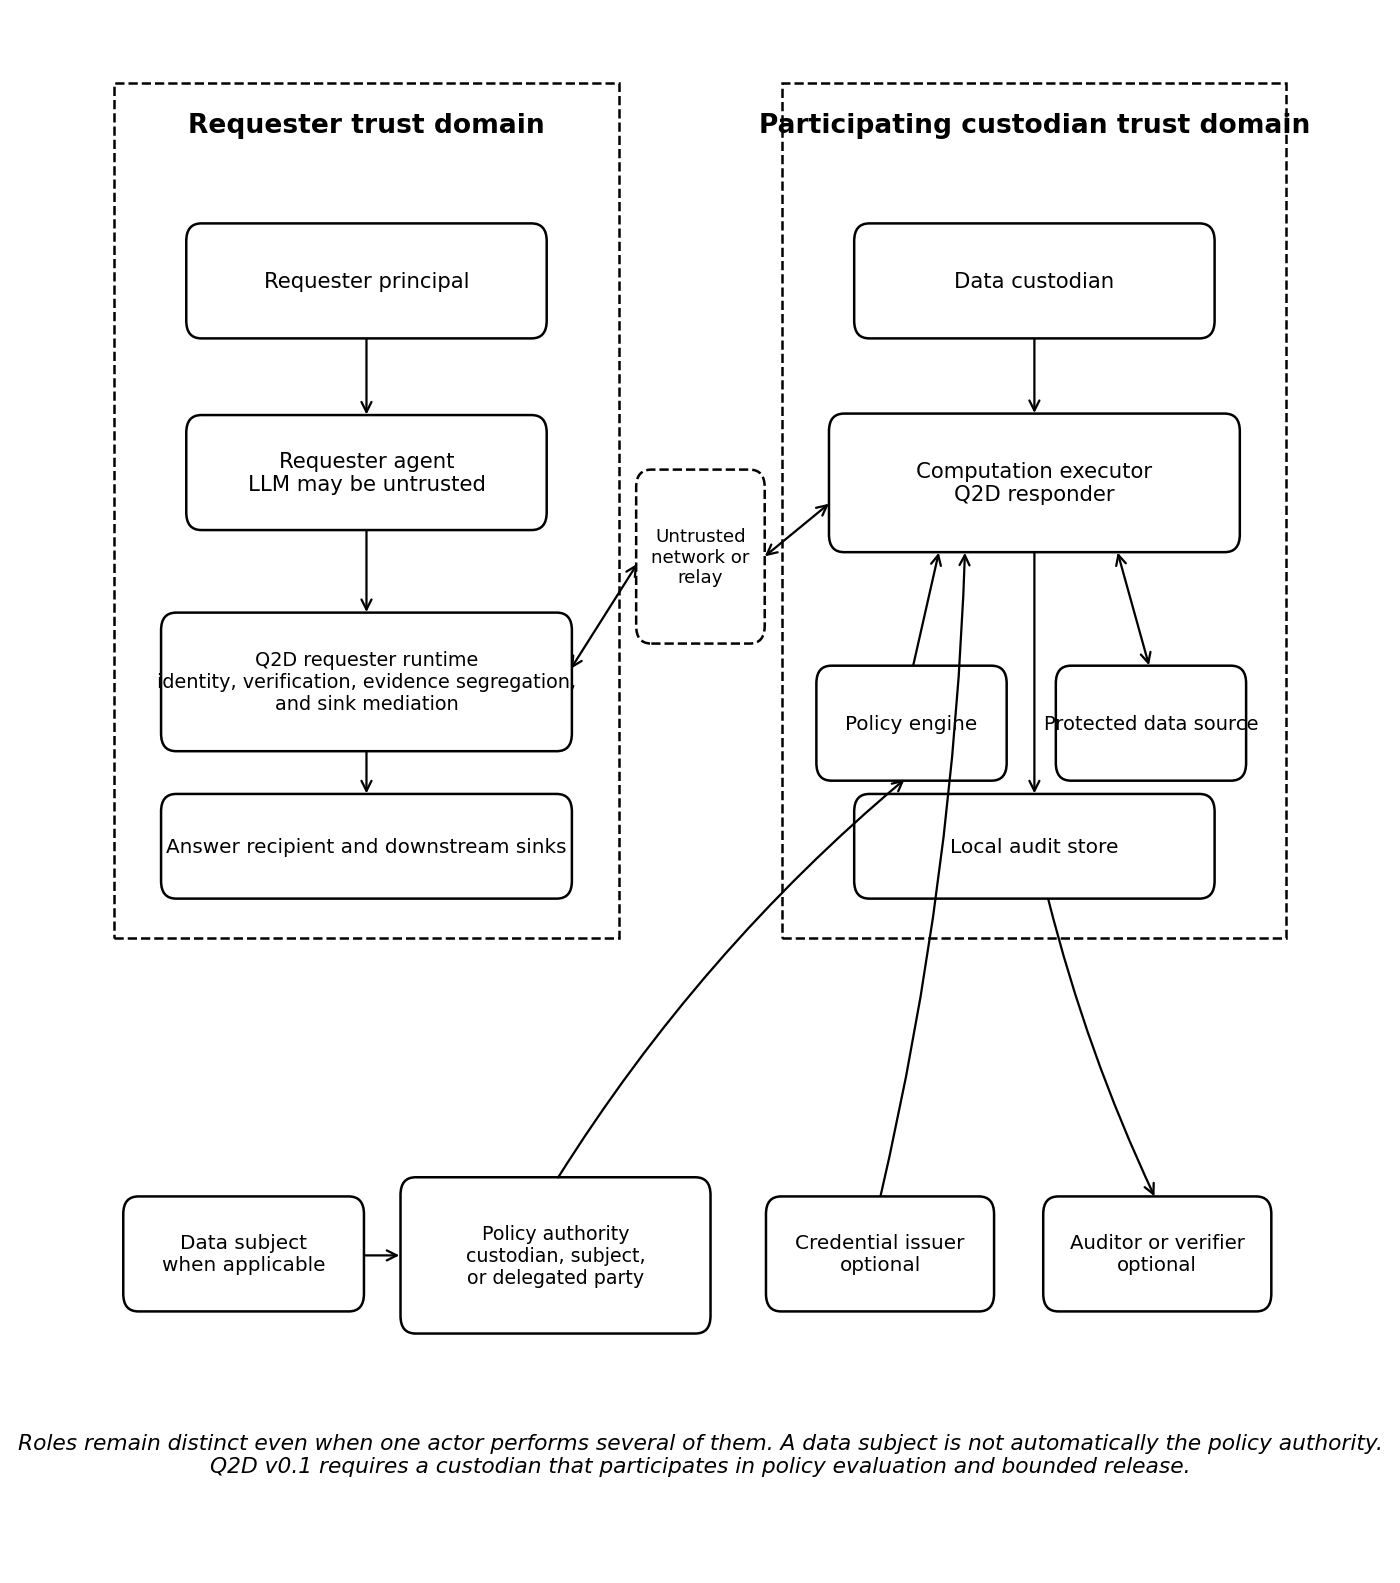 Requester trust domain
Participating custodian trust domain
Requester principal
Data custodian
Requester agent
LLM may be untrusted
Computation executor
Q2D responder
Untrusted
network or
relay
Q2D requester runtime
identity, verification, evidence segregation,
and sink mediation
Policy engine
Protected data source
Answer recipient and downstream sinks
Local audit store
Data subject
when applicable
Policy authority
custodian, subject,
or delegated party
Credential issuer
optional
Auditor or verifier
optional
Roles remain distinct even when one actor performs several of them. A data subject is not automatically the policy authority.
Q2D v0.1 requires a custodian that participates in policy evaluation and bounded release.